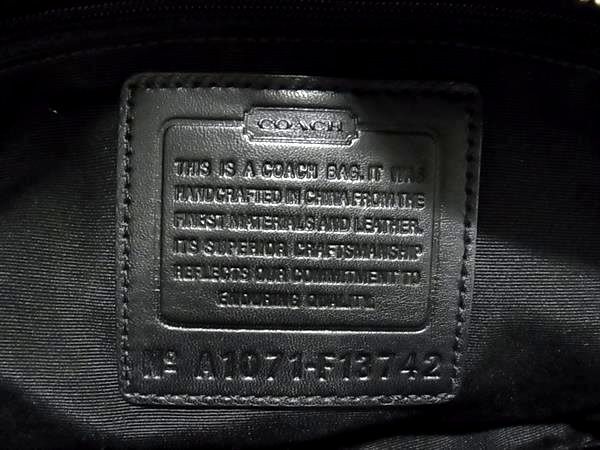 COACH
THIS IS A COACH BAG. IT WAS
HANDCRAFTED IN CHINA FROM THE
FINEST MATERIALS AND LEATHER.
ITS SUPERIOR CRAFTSMANSHIP
REFLECTS OUR COMMITMENT TO
ENDURING QUALITY.
Nº A1071-F13742